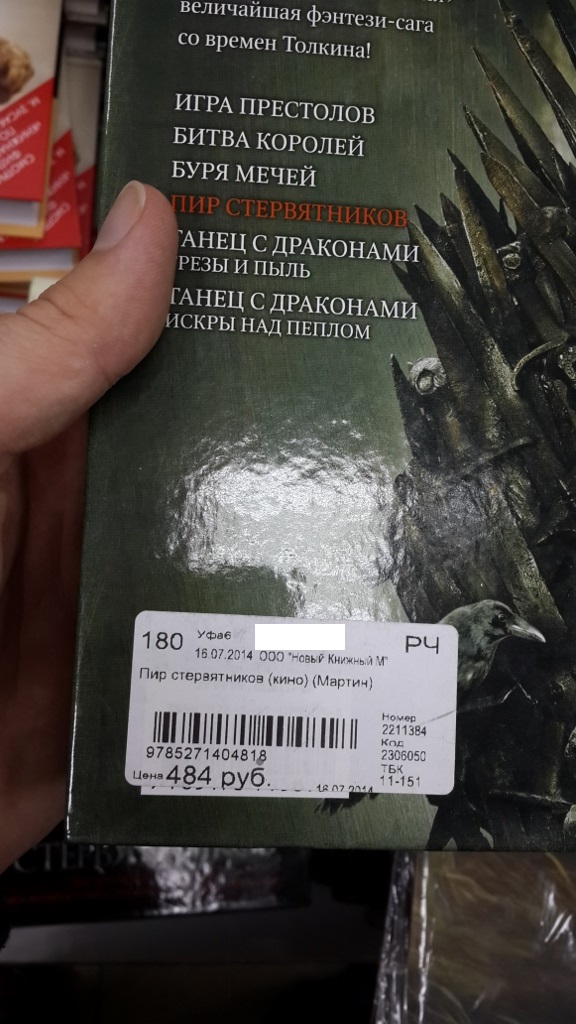 величайшая фэнтези-сага
со времен Толкина!
ИГРА ПРЕСТОЛОВ
БИТВА КОРОЛЕЙ
БУРЯ МЕЧЕЙ
ПИР СТЕРВЯТНИКОВ
ТАНЕЦ С ДРАКОНАМИ
РЕЗЫ И ПЫЛЬ
ТАНЕЦ С ДРАКОНАМИ
ИСКРЫ НАД ПЕПЛОМ
180 Уфа6 РЧ
16.07.2014 ООО "Новый Книжный М"
Пир стервятников (кино) (Мартин)
Номер
2211384
Код
2306050
ТБК
11-151
9785271404818
Цена 484 руб.
16.07.2014